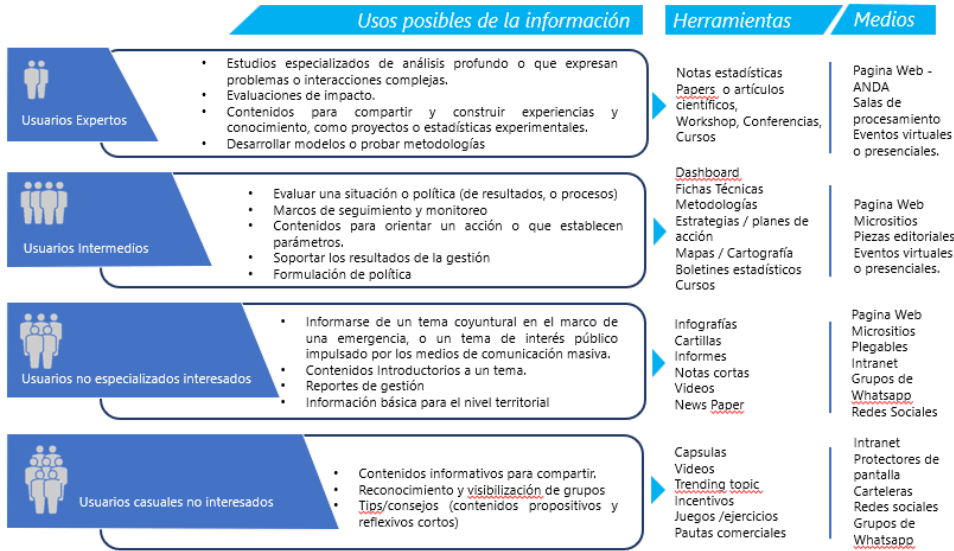 Usos posibles de la información
Herramientas
Medios
Usuarios Expertos
• Estudios especializados de análisis profundo o que expresan
problemas o interacciones complejas.
• Evaluaciones de impacto.
• Contenidos para compartir y construir experiencias y
conocimiento, como proyectos o estadísticas experimentales.
• Desarrollar modelos o probar metodologías
Notas estadísticas
Papers o artículos
científicos,
Workshop, Conferencias,
Cursos
Pagina Web -
ANDA
Salas de
procesamiento
Eventos virtuales
o presenciales.
Usuarios Intermedios
• Evaluar una situación o política (de resultados, o procesos)
• Marcos de seguimiento y monitoreo
• Contenidos para orientar un acción o que establecen
parámetros.
• Soportar los resultados de la gestión
• Formulación de política
Dashboard
Fichas Técnicas
Metodologías
Estrategias / planes de
acción
Mapas / Cartografía
Boletines estadísticos
Cursos
Pagina Web
Micrositios
Piezas editoriales
Eventos virtuales
o presenciales.
Usuarios no especializados interesados
• Informarse de un tema coyuntural en el marco de
una emergencia, o un tema de interés público
impulsado por los medios de comunicación masiva.
• Contenidos Introductorios a un tema.
• Reportes de gestión
• Información básica para el nivel territorial
Infografías
Cartillas
Informes
Notas cortas
Videos
News Paper
Pagina Web
Micrositios
Plegables
Intranet
Grupos de
Whatsapp
Redes Sociales
Usuarios casuales no interesados
• Contenidos informativos para compartir.
• Reconocimiento y visibilización de grupos
• Tips/consejos (contenidos propositivos y
reflexivos cortos)
Capsulas
Videos
Trending topic
Incentivos
Juegos /ejercicios
Pautas comerciales
Intranet
Protectores de
pantalla
Carteleras
Redes sociales
Grupos de
Whatsapp